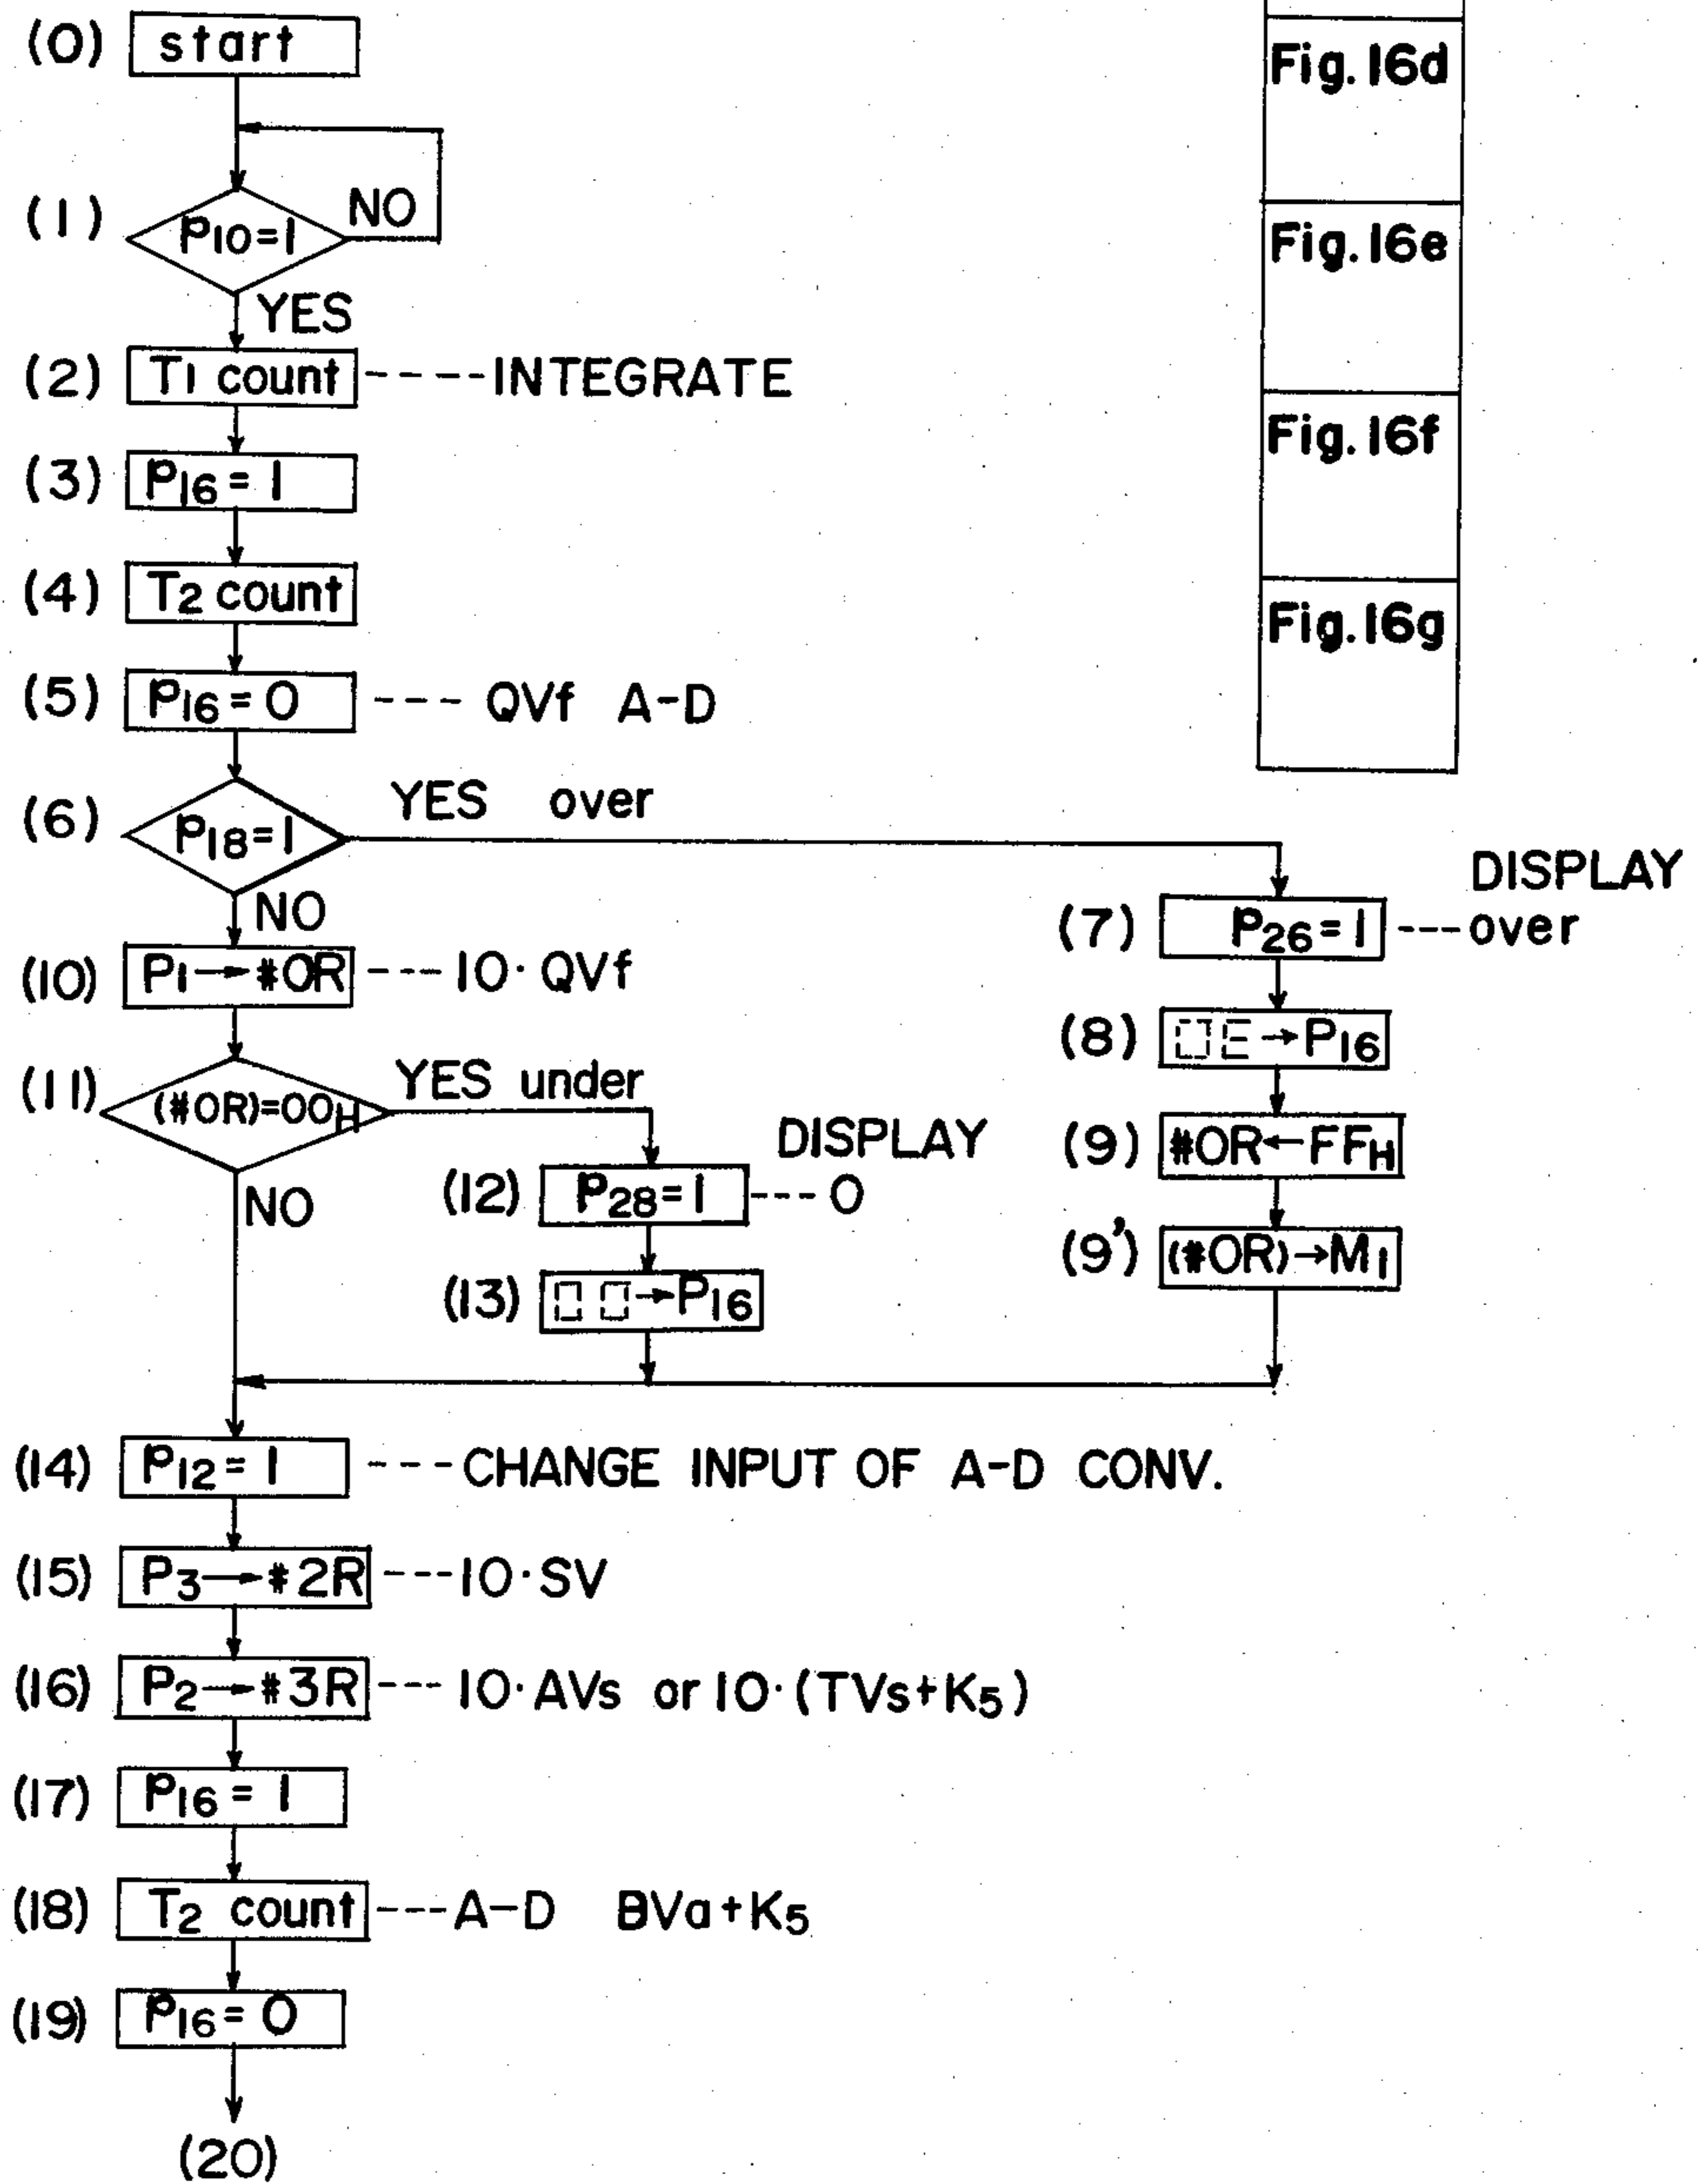 (0) start
(1) P10=1 NO
YES
(2) T1 count ----INTEGRATE
(3) P16 = 1
(4) T2 count
(5) P16 = 0 --- QVf A-D
(6) P18=1 YES over
NO
(7) P26=1 --- DISPLAY over
(8) 0E→P16
(9) #0R←FFH
(9') (#0R)→M1
(10) P1→#0R --- 10·QVf
(11) (#0R)=00H YES under
NO
(12) P28=1 --- DISPLAY 0
(13) 0 0→P16
(14) P12=1 ---CHANGE INPUT OF A-D CONV.
(15) P3→#2R ---10·SV
(16) P2→#3R --- 10·AVs or 10·(TVs+K5)
(17) P16 = 1
(18) T2 count ---A-D BVa+K5
(19) P16= 0
(20)
Fig. 16d
Fig. 16e
Fig. 16f
Fig. 16g